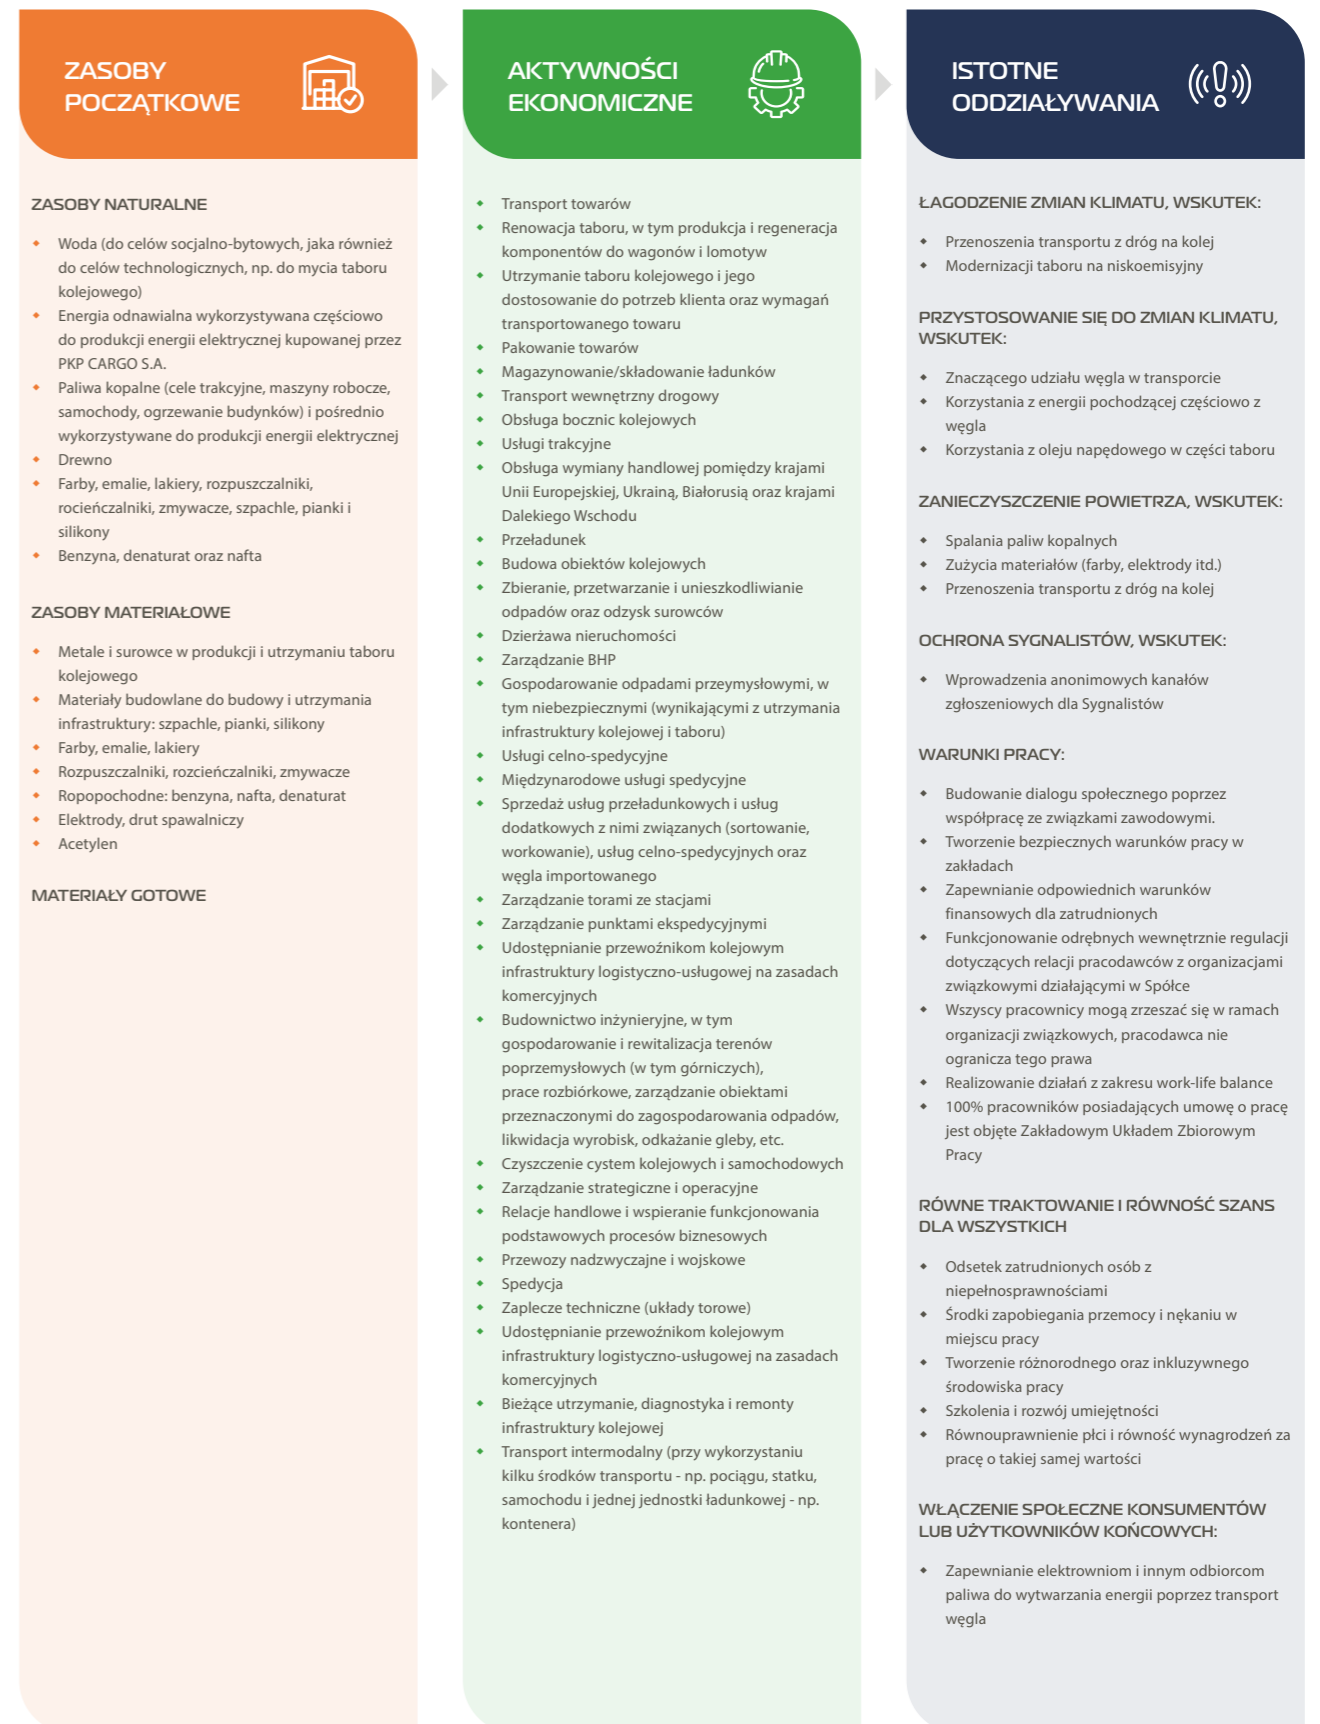 ZASOBY
POCZĄTKOWE
ZASOBY NATURALNE
Woda (do celów socjalno-bytowych, jaka również
do celów technologicznych, np. do mycia taboru
kolejowego)
Energia odnawialna wykorzystywana częściowo
do produkcji energii elektrycznej kupowanej przez
PKP CARGO S.A.
Paliwa kopalne (cele trakcyjne, maszyny robocze,
samochody, ogrzewanie budynków) i pośrednio
wykorzystywane do produkcji energii elektrycznej
Drewno
Farby, emalie, lakiery, rozpuszczalniki,
rocieńczalniki, zmywacze, szpachle, pianki i
silikony
Benzyna, denaturat oraz nafta
ZASOBY MATERIAŁOWE
Metale i surowce w produkcji i utrzymaniu taboru
kolejowego
Materiały budowlane do budowy i utrzymania
infrastruktury: szpachle, pianki, silikony
Farby, emalie, lakiery
Rozpuszczalniki, rozcieńczalniki, zmywacze
Ropopochodne: benzyna, nafta, denaturat
Elektrody, drut spawalniczy
Acetylen
MATERIAŁY GOTOWE
AKTYWNOŚCI
EKONOMICZNE
Transport towarów
Renowacja taboru, w tym produkcja i regeneracja
komponentów do wagonów i lomotyw
Utrzymanie taboru kolejowego i jego
dostosowanie do potrzeb klienta oraz wymagań
transportowanego towaru
Pakowanie towarów
Magazynowanie/składowanie ładunków
Transport wewnętrzny drogowy
Obsługa bocznic kolejowych
Usługi trakcyjne
Obsługa wymiany handlowej pomiędzy krajami
Unii Europejskiej, Ukrainą, Białorusią oraz krajami
Dalekiego Wschodu
Przeładunek
Budowa obiektów kolejowych
Zbieranie, przetwarzanie i unieszkodliwianie
odpadów oraz odzysk surowców
Dzierżawa nieruchomości
Zarządzanie BHP
Gospodarowanie odpadami przeymysłowymi, w
tym niebezpiecznymi (wynikającymi z utrzymania
infrastruktury kolejowej i taboru)
Usługi celno-spedycyjne
Międzynarodowe usługi spedycyjne
Sprzedaż usług przeładunkowych i usług
dodatkowych z nimi związanych (sortowanie,
workowanie), usług celno-spedycyjnych oraz
węgla importowanego
Zarządzanie torami ze stacjami
Zarządzanie punktami ekspedycyjnymi
Udostępnianie przewoźnikom kolejowym
infrastruktury logistyczno-usługowej na zasadach
komercyjnych
Budownictwo inżynieryjne, w tym
gospodarowanie i rewitalizacja terenów
poprzemysłowych (w tym górniczych),
prace rozbiórkowe, zarządzanie obiektami
przeznaczonymi do zagospodarowania odpadów,
likwidacja wyrobisk, odkażanie gleby, etc.
Czyszczenie cystem kolejowych i samochodowych
Zarządzanie strategiczne i operacyjne
Relacje handlowe i wspieranie funkcjonowania
podstawowych procesów biznesowych
Przewozy nadzwyczajne i wojskowe
Spedycja
Zaplecze techniczne (układy torowe)
Udostępnianie przewoźnikom kolejowym
infrastruktury logistyczno-usługowej na zasadach
komercyjnych
Bieżące utrzymanie, diagnostyka i remonty
infrastruktury kolejowej
Transport intermodalny (przy wykorzystaniu
kilku środków transportu - np. pociągu, statku,
samochodu i jednej jednostki ładunkowej - np.
kontenera)
ISTOTNE
ODDZIAŁYWANIA
ŁAGODZENIE ZMIAN KLIMATU, WSKUTEK:
Przenoszenia transportu z dróg na kolej
Modernizacji taboru na niskoemisyjny
PRZYSTOSOWANIE SIĘ DO ZMIAN KLIMATU,
WSKUTEK:
Znaczącego udziału węgla w transporcie
Korzystania z energii pochodzącej częściowo z
węgla
Korzystania z oleju napędowego w części taboru
ZANIECZYSZCZENIE POWIETRZA, WSKUTEK:
Spalania paliw kopalnych
Zużycia materiałów (farby, elektrody itd.)
Przenoszenia transportu z dróg na kolej
OCHRONA SYGNALISTÓW, WSKUTEK:
Wprowadzenia anonimowych kanałów
zgłoszeniowych dla Sygnalistów
WARUNKI PRACY:
Budowanie dialogu społecznego poprzez
współpracę ze związkami zawodowymi.
Tworzenie bezpiecznych warunków pracy w
zakładach
Zapewnianie odpowiednich warunków
finansowych dla zatrudnionych
Funkcjonowanie odrębnych wewnętrznie regulacji
dotyczących relacji pracodawców z organizacjami
związkowymi działającymi w Spółce
Wszyscy pracownicy mogą zrzeszać się w ramach
organizacji związkowych, pracodawca nie
ogranicza tego prawa
Realizowanie działań z zakresu work-life balance
100% pracowników posiadających umowę o pracę
jest objęte Zakładowym Układem Zbiorowym
Pracy
RÓWNE TRAKTOWANIE I RÓWNOŚĆ SZANS
DLA WSZYSTKICH
Odsetek zatrudnionych osób z
niepełnosprawnościami
Środki zapobiegania przemocy i nękaniu w
miejscu pracy
Tworzenie różnorodnego oraz inkluzywnego
środowiska pracy
Szkolenia i rozwój umiejętności
Równouprawnienie płci i równość wynagrodzeń za
pracę o takiej samej wartości
WŁĄCZENIE SPOŁECZNE KONSUMENTÓW
LUB UŻYTKOWNIKÓW KOŃCOWYCH:
Zapewnianie elektrowniom i innym odbiorcom
paliwa do wytwarzania energii poprzez transport
węgla